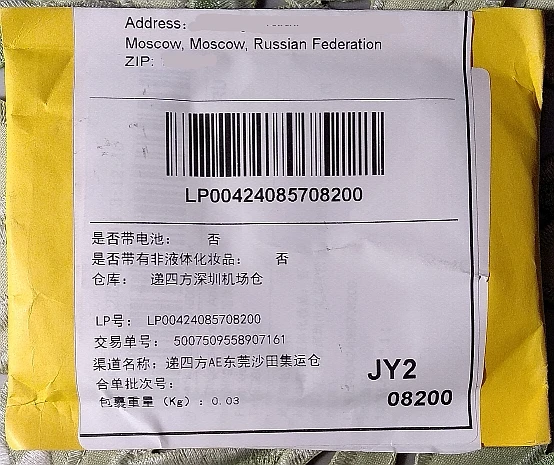 Address:
Moscow, Moscow, Russian Federation
ZIP:
LP00424085708200
是否带电池： 否
是否带有非液体化妆品： 否
仓库： 递四方深圳机场仓
LP号： LP00424085708200
交易单号： 5007509558907161
渠道名称： 递四方AE东莞沙田集运仓
合单批次号：
包裹重量（Kg）： 0.03
JY2
08200